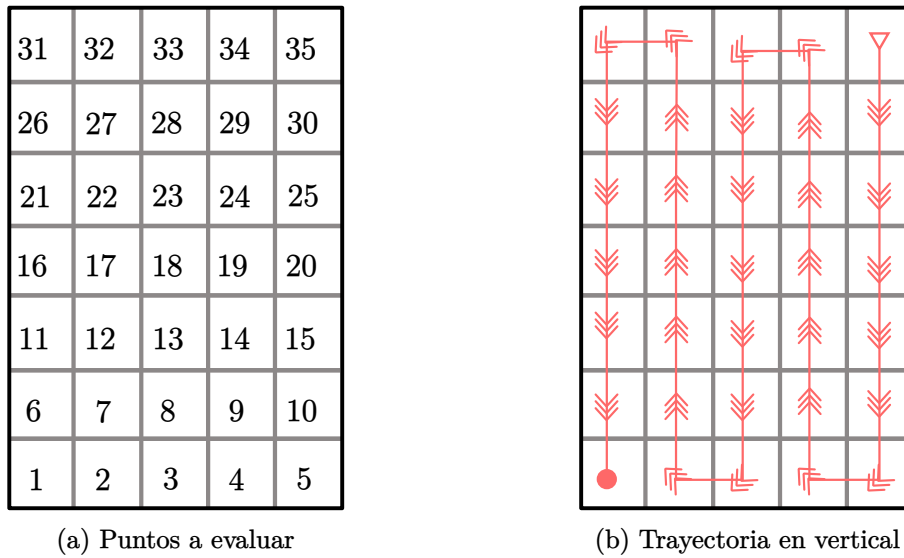 31 32 33 34 35
26 27 28 29 30
21 22 23 24 25
16 17 18 19 20
11 12 13 14 15
6 7 8 9 10
1 2 3 4 5
(a) Puntos a evaluar
(b) Trayectoria en vertical